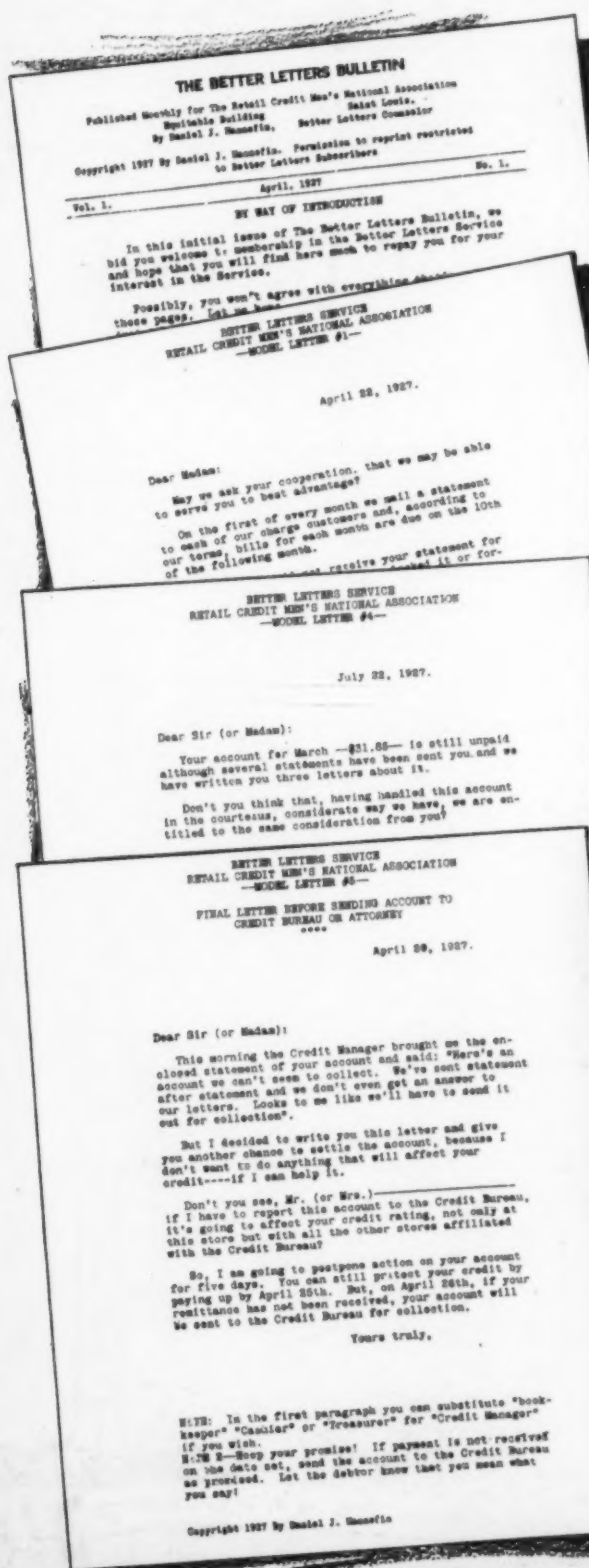 THE BETTER LETTERS BULLETIN
Published Monthly for The Retail Credit Men's National Association
Equitable Building Saint Louis,
By Daniel J. Hannefin, Better Letters Counselor
Copyright 1927 By Daniel J. Hannefin. Permission to reprint restricted
to Better Letters Subscribers
Vol. 1. April, 1927 No. 1.
BY WAY OF INTRODUCTION
In this initial issue of The Better Letters Bulletin, we
bid you welcome to membership in the Better Letters Service
and hope that you will find here much to repay you for your
interest in the Service.
Possibly, you won't agree with everything
these pages. Let us
BETTER LETTERS SERVICE
RETAIL CREDIT MEN'S NATIONAL ASSOCIATION
—MODEL LETTER #1—
April 22, 1927.
Dear Madam:
May we ask your cooperation, that we may be able
to serve you to best advantage?
On the first of every month we mail a statement
to each of our charge customers and, according to
our terms, bills for each month are due on the 10th
of the following month.
not receive your statement for
it or for-
BETTER LETTERS SERVICE
RETAIL CREDIT MEN'S NATIONAL ASSOCIATION
—MODEL LETTER #4—
July 22, 1927.
Dear Sir (or Madam):
Your account for March —$31.65— is still unpaid
although several statements have been sent you and we
have written you three letters about it.
Don't you think that, having handled this account
in the courteous, considerate way we have, we are en-
titled to the same consideration from you?
BETTER LETTERS SERVICE
RETAIL CREDIT MEN'S NATIONAL ASSOCIATION
—MODEL LETTER #5—
FINAL LETTER BEFORE SENDING ACCOUNT TO
CREDIT BUREAU OR ATTORNEY
****
April 20, 1927.
Dear Sir (or Madam):
This morning the Credit Manager brought me the en-
closed statement of your account and said: "Here's an
account we can't seem to collect. We've sent statement
after statement and we don't even get an answer to
our letters. Looks to me like we'll have to send it
out for collection".
But I decided to write you this letter and give
you another chance to settle the account, because I
don't want to do anything that will affect your
credit----if I can help it.
Don't you see, Mr. (or Mrs.)——————
if I have to report this account to the Credit Bureau,
it's going to affect your credit rating, not only at
this store but with all the other stores affiliated
with the Credit Bureau?
So, I am going to postpone action on your account
for five days. You can still protect your credit by
paying up by April 25th. But, on April 26th, if your
remittance has not been received, your account will
be sent to the Credit Bureau for collection.
Yours truly,
NOTE: In the first paragraph you can substitute "book-
keeper" "Cashier" or "Treasurer" for "Credit Manager"
if you wish.
NOTE 2—Keep your promise! If payment is not received
on the date set, send the account to the Credit Bureau
as promised. Let the debtor know that you mean what
you say!
Copyright 1927 By Daniel J. Hannefin